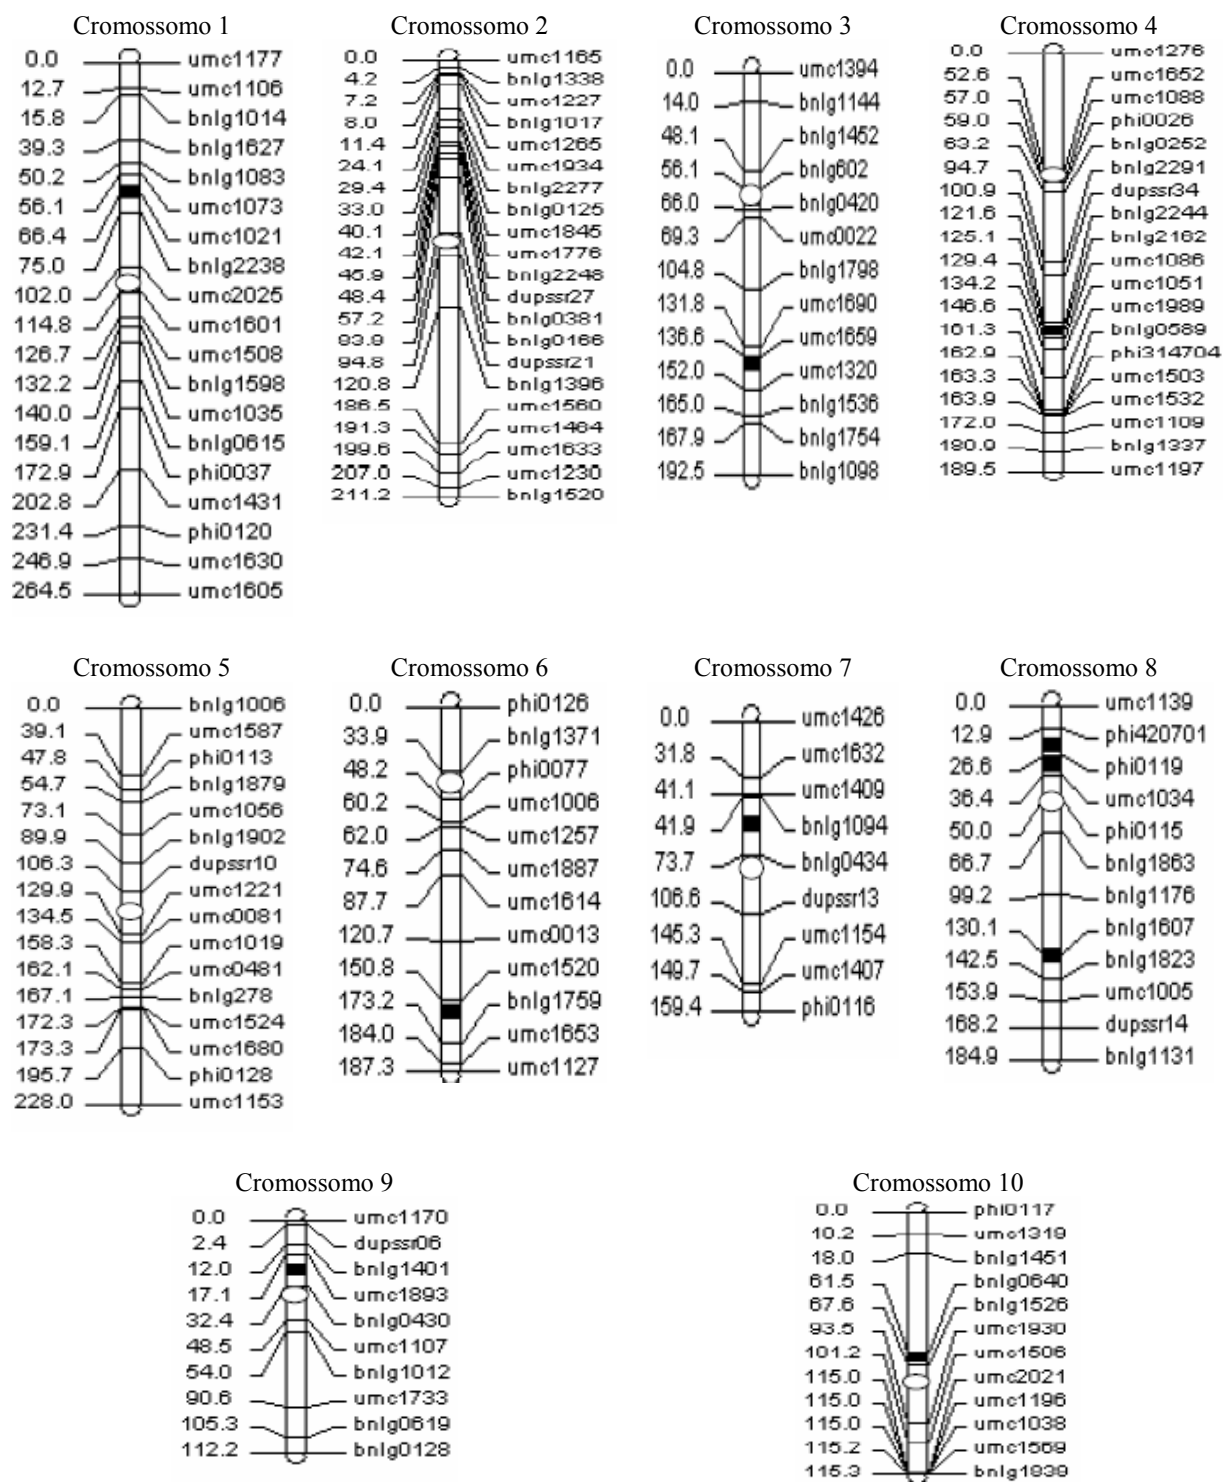 Cromossomo 1
0.0 umc1177
12.7 umc1106
15.8 bnlg1014
39.3 bnlg1627
50.2 bnlg1083
56.1 umc1073
66.4 umc1021
75.0 bnlg2238
102.0 umc2025
114.8 umc1601
126.7 umc1508
132.2 bnlg1598
140.0 umc1035
159.1 bnlg0615
172.9 phi0037
202.8 umc1431
231.4 phi0120
246.9 umc1630
264.5 umc1605
Cromossomo 2
0.0 umc1165
4.2 bnlg1338
7.2 umc1227
8.0 bnlg1017
11.4 umc1265
24.1 umc1934
29.4 bnlg2277
33.0 bnlg0125
40.1 umc1845
42.1 umc1776
45.9 bnlg2248
48.4 dupssr27
57.2 bnlg0381
93.9 bnlg0166
94.8 dupssr21
120.8 bnlg1396
186.5 umc1560
191.3 umc1464
199.6 umc1633
207.0 umc1230
211.2 bnlg1520
Cromossomo 3
0.0 umc1394
14.0 bnlg1144
48.1 bnlg1452
56.1 bnlg602
66.0 bnlg0420
69.3 umc0022
104.8 bnlg1798
131.8 umc1690
136.6 umc1659
152.0 umc1320
165.0 bnlg1536
167.9 bnlg1754
192.5 bnlg1098
Cromossomo 4
0.0 umc1276
52.6 umc1652
57.0 umc1088
59.0 phi0026
63.2 bnlg0252
94.7 bnlg2291
100.9 dupssr34
121.6 bnlg2244
125.1 bnlg2162
129.4 umc1086
134.2 umc1051
146.6 umc1989
161.3 bnlg0589
162.9 phi314704
163.3 umc1503
163.9 umc1532
172.0 umc1109
180.9 bnlg1337
189.5 umc1197
Cromossomo 5
0.0 bnlg1006
39.1 umc1587
47.8 phi0113
54.7 bnlg1879
73.1 umc1056
89.9 bnlg1902
106.3 dupssr10
129.9 umc1221
134.5 umc0081
158.3 umc1019
162.1 umc0481
167.1 bnlg278
172.3 umc1524
173.3 umc1680
195.7 phi0128
228.0 umc1153
Cromossomo 6
0.0 phi0126
33.9 bnlg1371
48.2 phi0077
60.2 umc1006
62.0 umc1257
74.6 umc1887
87.7 umc1614
120.7 umc0013
150.8 umc1520
173.2 bnlg1759
184.0 umc1653
187.3 umc1127
Cromossomo 7
0.0 umc1426
31.8 umc1632
41.1 umc1409
41.9 bnlg1094
73.7 bnlg0434
106.6 dupssr13
145.3 umc1154
149.7 umc1407
159.4 phi0116
Cromossomo 8
0.0 umc1139
12.9 phi420701
26.6 phi0119
36.4 umc1034
50.0 phi0115
66.7 bnlg1863
99.2 bnlg1176
130.1 bnlg1607
142.5 bnlg1823
153.9 umc1005
168.2 dupssr14
184.9 bnlg1131
Cromossomo 9
0.0 umc1170
2.4 dupssr06
12.0 bnlg1401
17.1 umc1893
32.4 bnlg0430
48.5 umc1107
54.0 bnlg1012
90.6 umc1733
105.3 bnlg0619
112.2 bnlg0128
Cromossomo 10
0.0 phi0117
10.2 umc1319
18.0 bnlg1451
61.5 bnlg0640
67.6 bnlg1526
93.5 umc1930
101.2 umc1506
115.0 umc2021
115.0 umc1196
115.0 umc1038
115.2 umc1569
115.3 bnlg1839